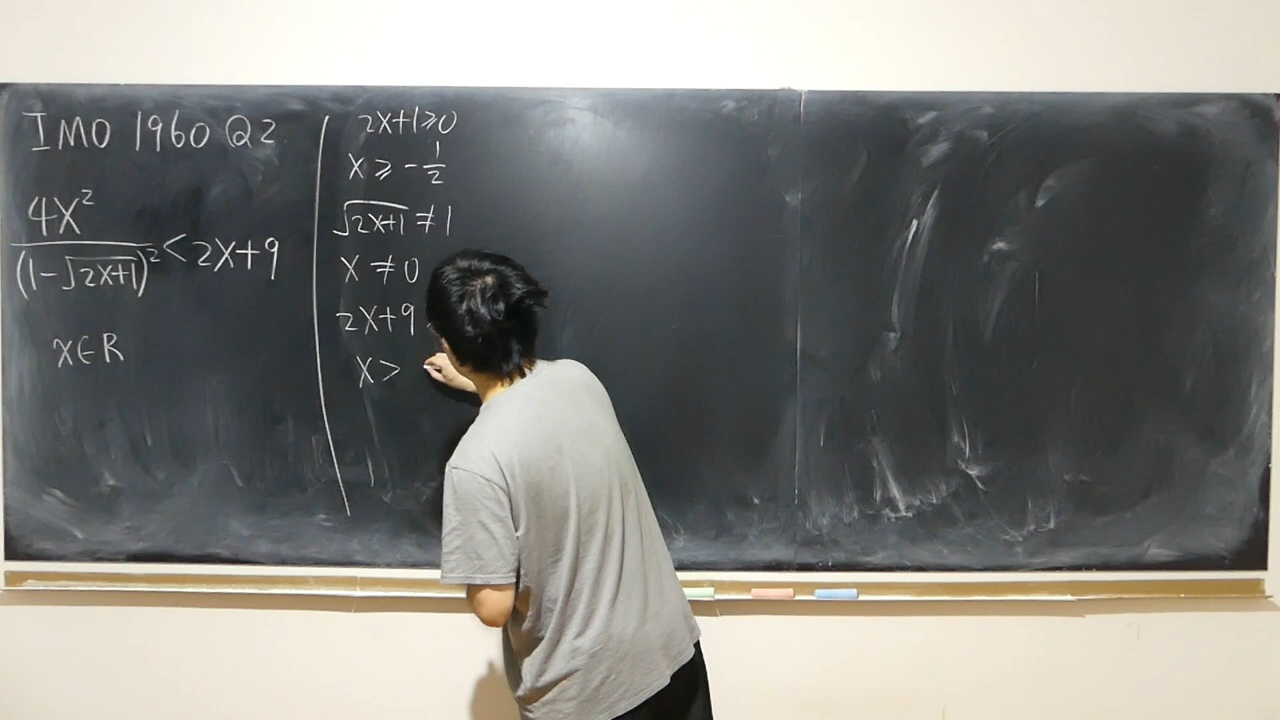 IMO 1960 Q2
4x²
(1-√2x+1)² < 2x+9
x∈R
2x+1≥0
x ≥ -1/2
√2x+1 ≠ 1
x ≠ 0
2x+9
x >